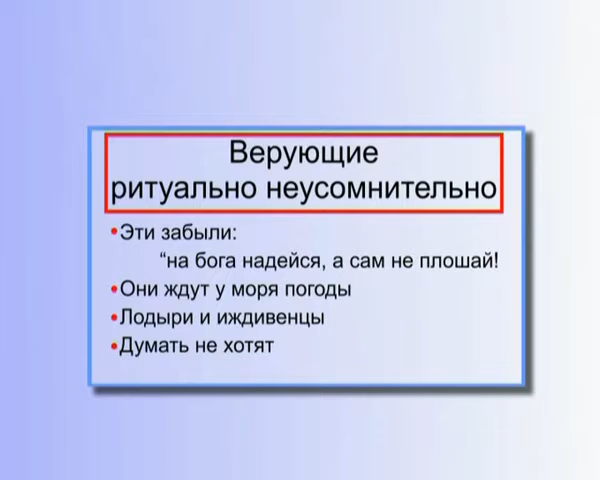 Верующие
ритуально неусомнительно
•Эти забыли:
“на бога надейся, а сам не плошай!
•Они ждут у моря погоды
•Лодыри и иждивенцы
•Думать не хотят